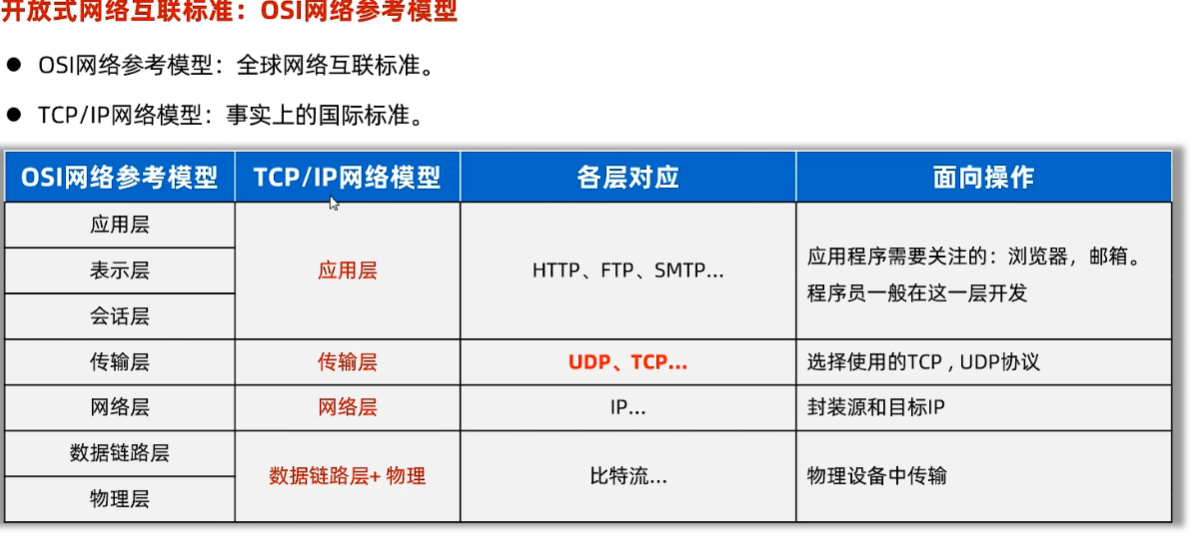 开放式网络互联标准：OSI网络参考模型
● OSI网络参考模型：全球网络互联标准。
● TCP/IP网络模型：事实上的国际标准。
OSI网络参考模型 TCP/IP网络模型 各层对应 面向操作
应用层
表示层 应用层 HTTP、FTP、SMTP... 应用程序需要关注的：浏览器，邮箱。
程序员一般在这一层开发
会话层
传输层 传输层 UDP、TCP... 选择使用的TCP , UDP协议
网络层 网络层 IP... 封装源和目标IP
数据链路层
数据链路层+ 物理 比特流... 物理设备中传输
物理层